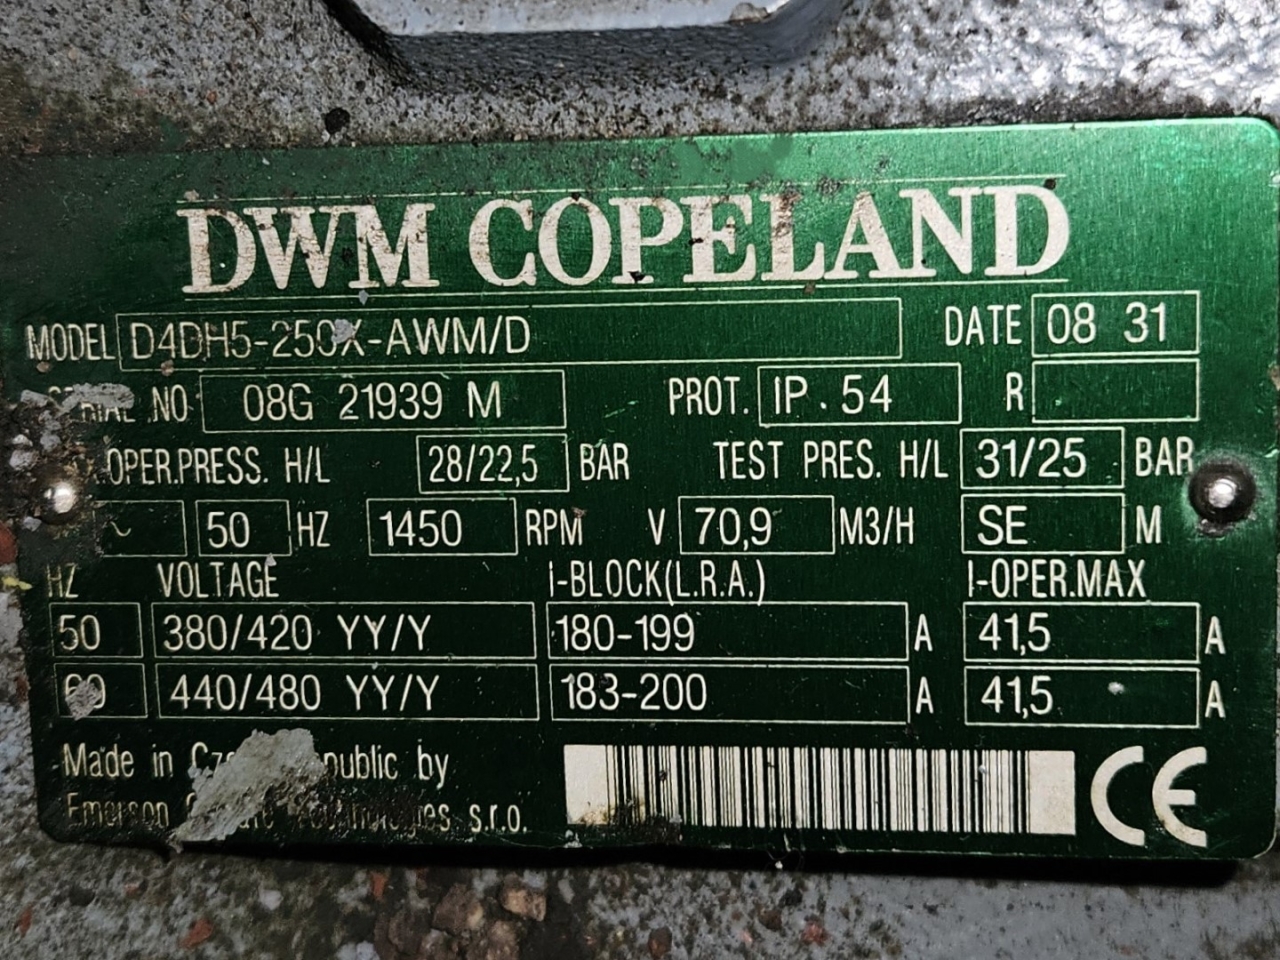 DWM COPELAND
MODEL D4DH5-250X-AWM/D DATE 08 31
SERIAL NO 08G 21939 M PROT. IP . 54 R
.OPER.PRESS. H/L 28/22,5 BAR TEST PRES. H/L 31/25 BAR
~ 50 HZ 1450 RPM V 70,9 M3/H SE M
HZ VOLTAGE I-BLOCK(L.R.A.) I-OPER.MAX
50 380/420 YY/Y 180-199 A 41,5 A
60 440/480 YY/Y 183-200 A 41,5 A
Made in by
Emerson s.r.o.
CE